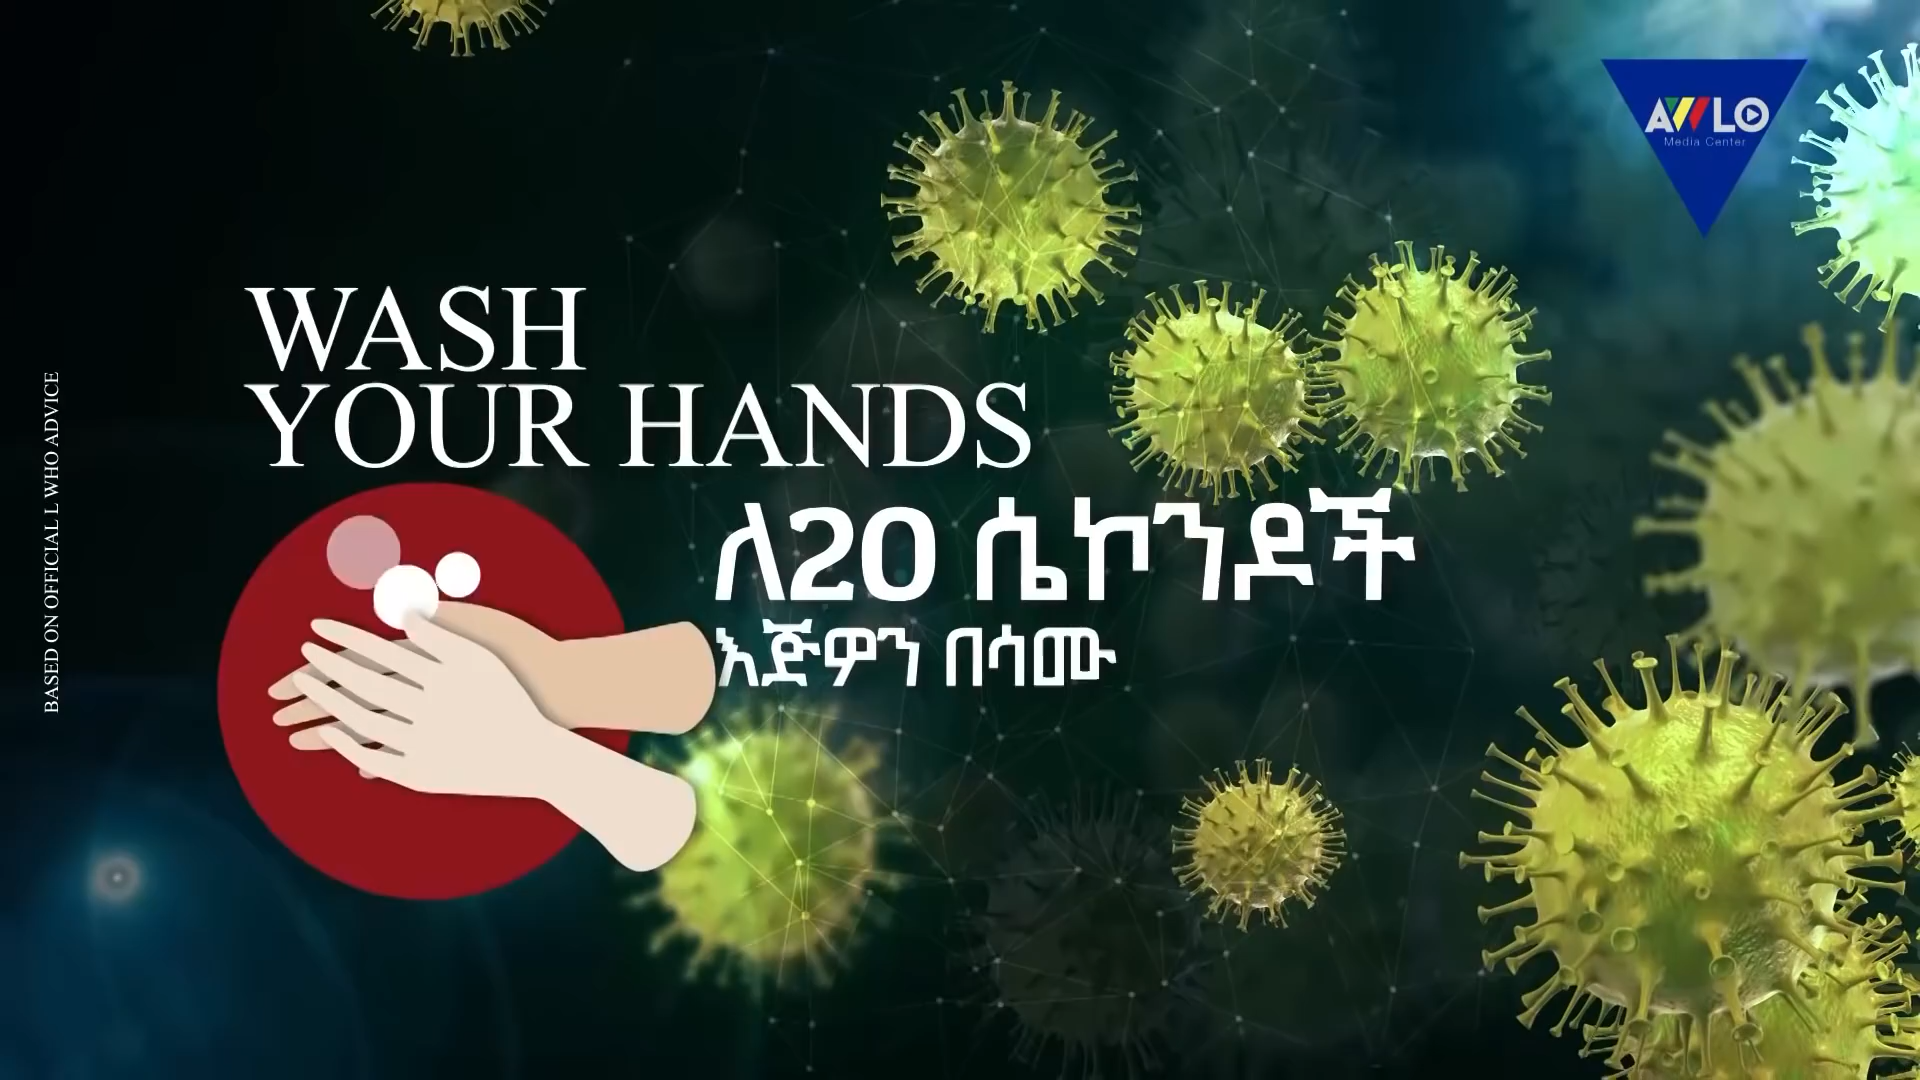 WASH
YOUR HANDS
ለ20 ሴኮንዶች
እጅዎን በሳሙ
BASED ON OFFICIAL L WHO ADVICE
AWLO
Media Center